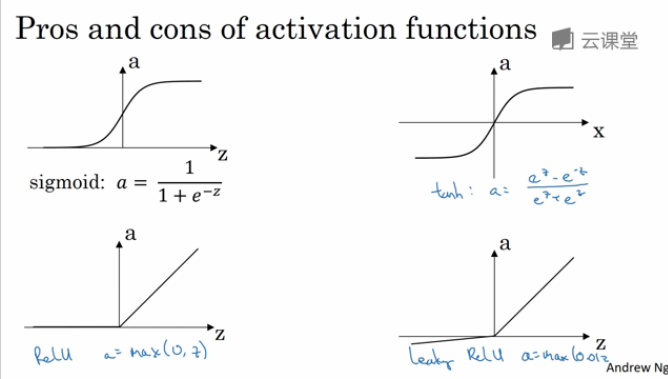 Pros and cons of activation functions
云课堂
a
z
sigmoid: a = 1 / (1 + e^{-z})
a
x
tanh: a = (e^z - e^{-z}) / (e^z + e^z)
a
z
ReLU a = max(0, z)
a
z
Leaky ReLU a = max(0.01z
Andrew Ng